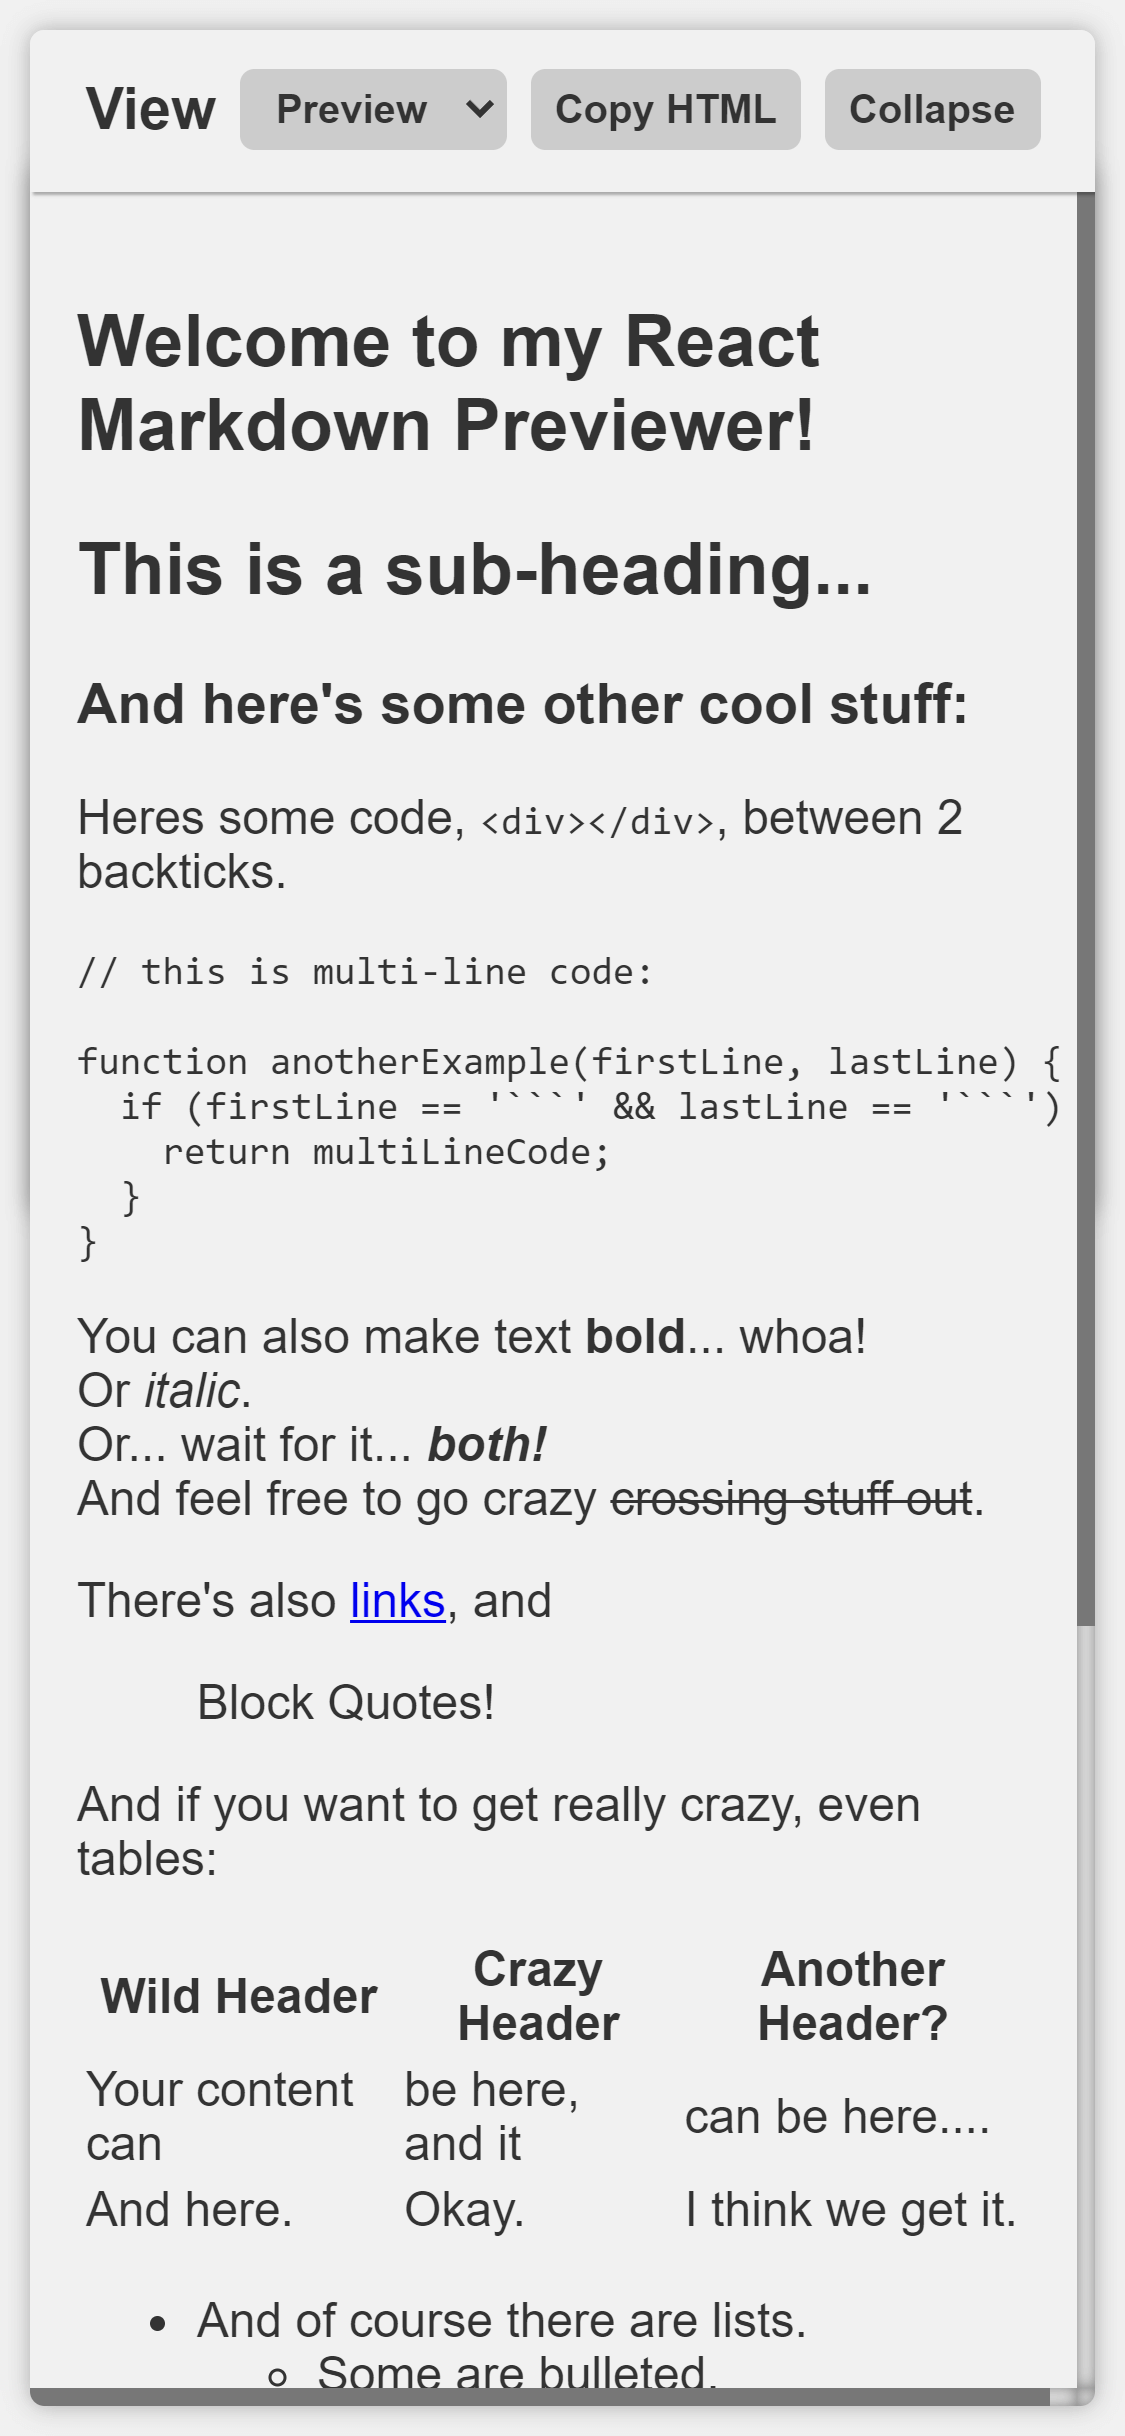 View Preview Copy HTML Collapse
Welcome to my React
Markdown Previewer!
This is a sub-heading...
And here's some other cool stuff:
Heres some code, <div></div>, between 2
backticks.
// this is multi-line code:
function anotherExample(firstLine, lastLine) {
  if (firstLine == '```' && lastLine == '```')
    return multiLineCode;
  }
}
You can also make text bold... whoa!
Or italic.
Or... wait for it... both!
And feel free to go crazy crossing stuff out.
There's also links, and
Block Quotes!
And if you want to get really crazy, even
tables:
Wild Header Crazy Header Another Header?
Your content can be here, and it can be here....
And here. Okay. I think we get it.
And of course there are lists.
Some are bulleted.